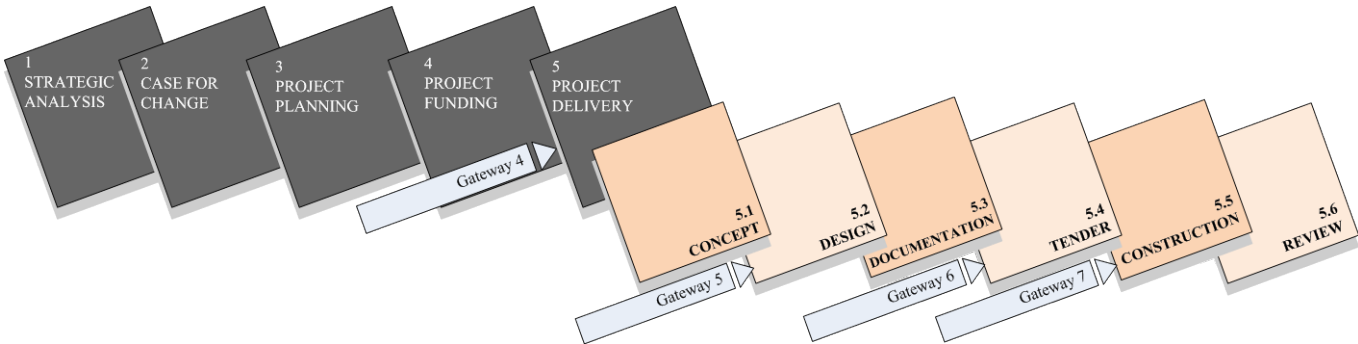 1
STRATEGIC
ANALYSIS
2
CASE FOR
CHANGE
3
PROJECT
PLANNING
4
PROJECT
FUNDING
5
PROJECT
DELIVERY
Gateway 4
5.1
CONCEPT
5.2
DESIGN
5.3
DOCUMENTATION
5.4
TENDER
5.5
CONSTRUCTION
5.6
REVIEW
Gateway 5
Gateway 6
Gateway 7